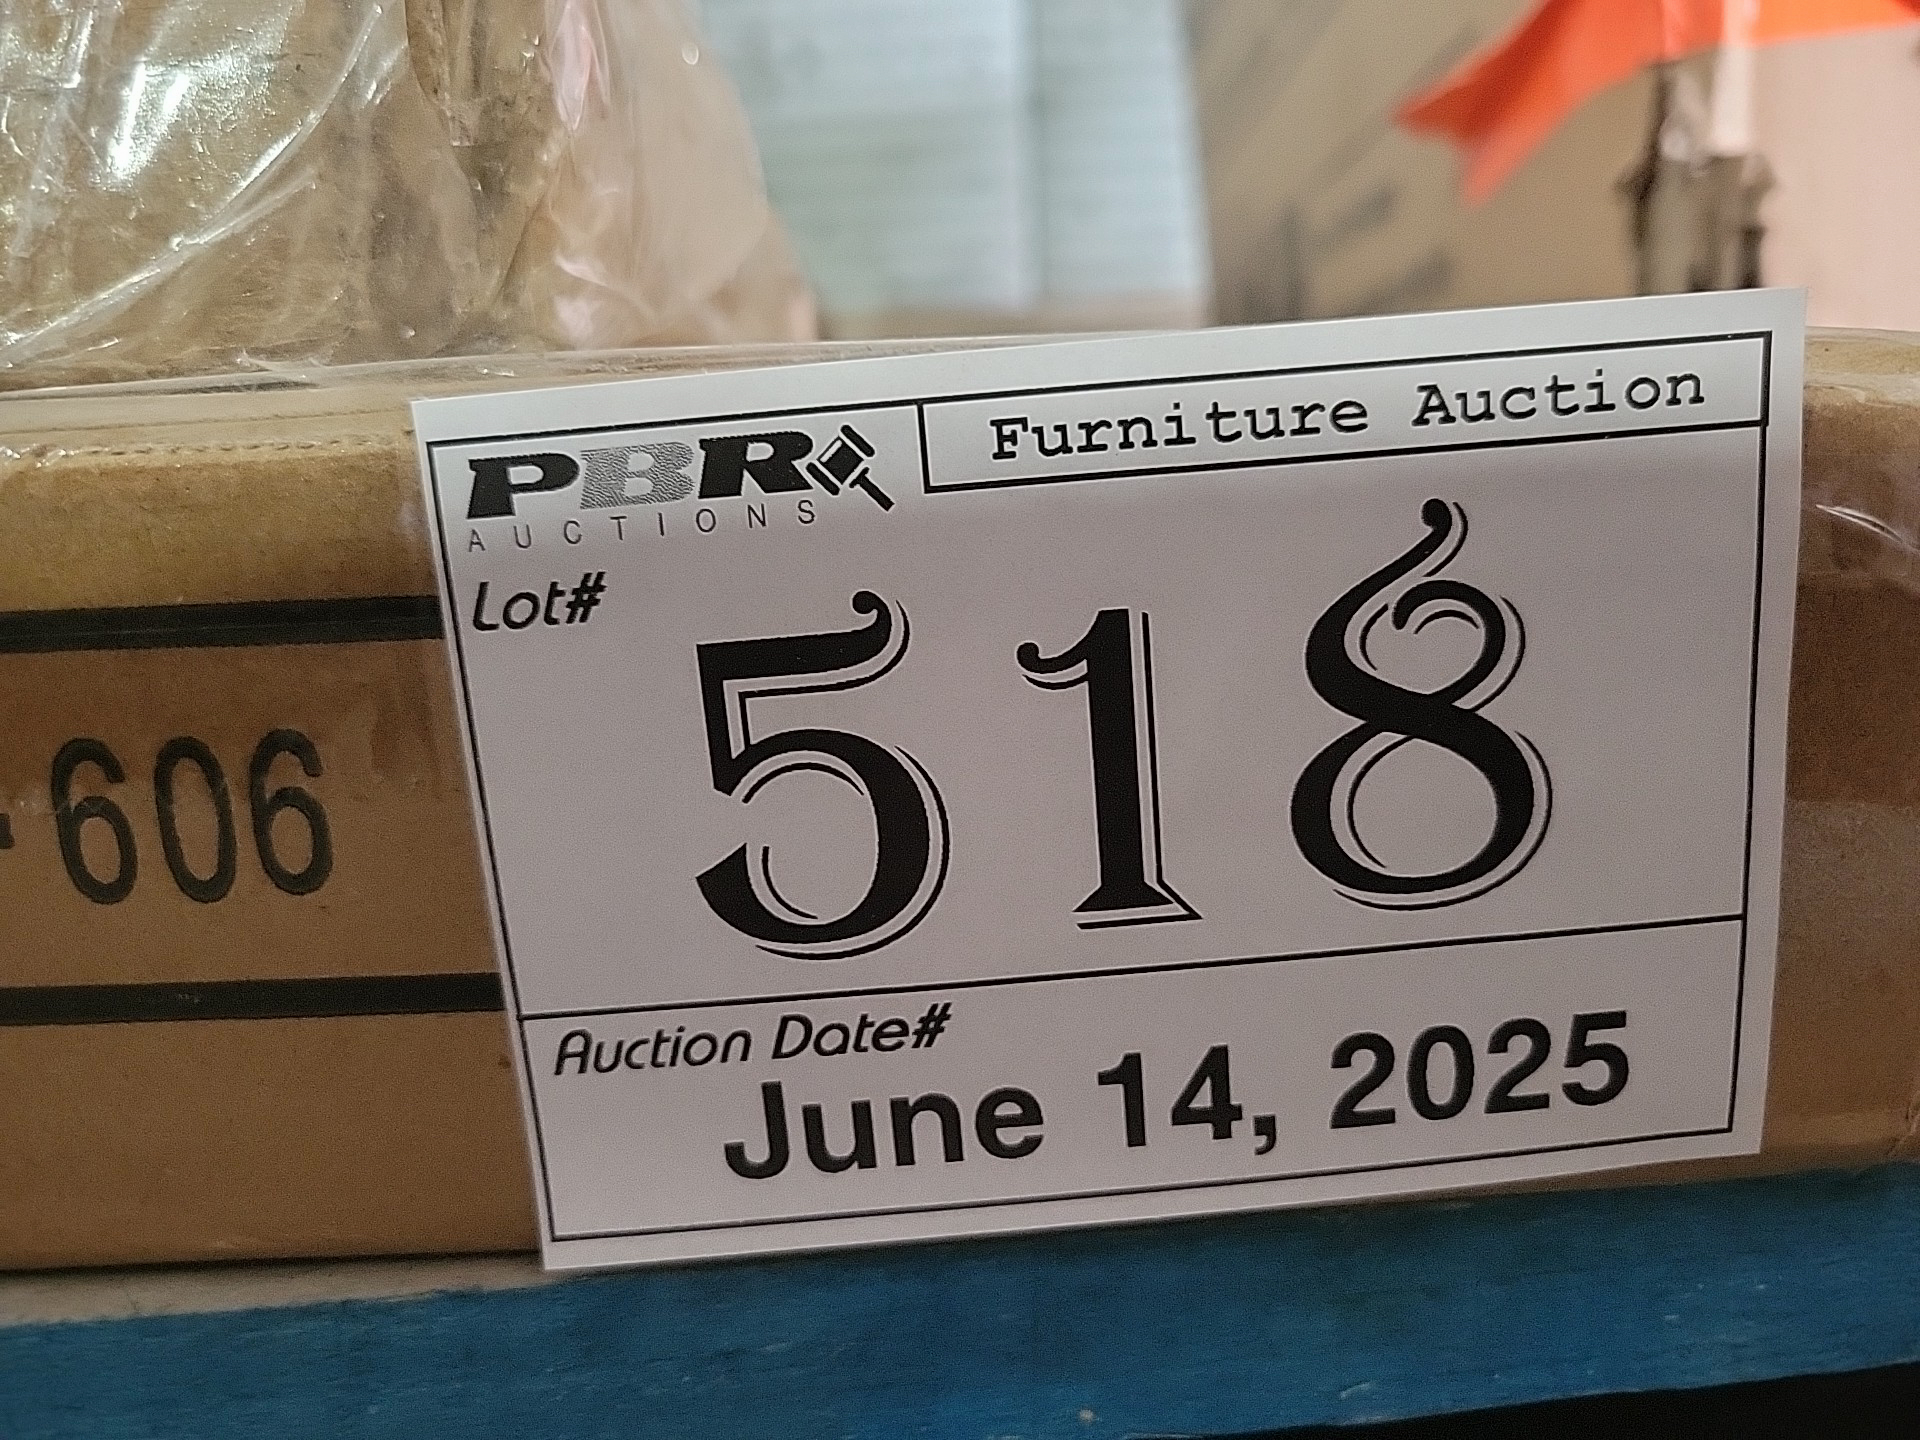 PBR
AUCTIONS
Furniture Auction
Lot#
518
-606
Auction Date#
June 14, 2025